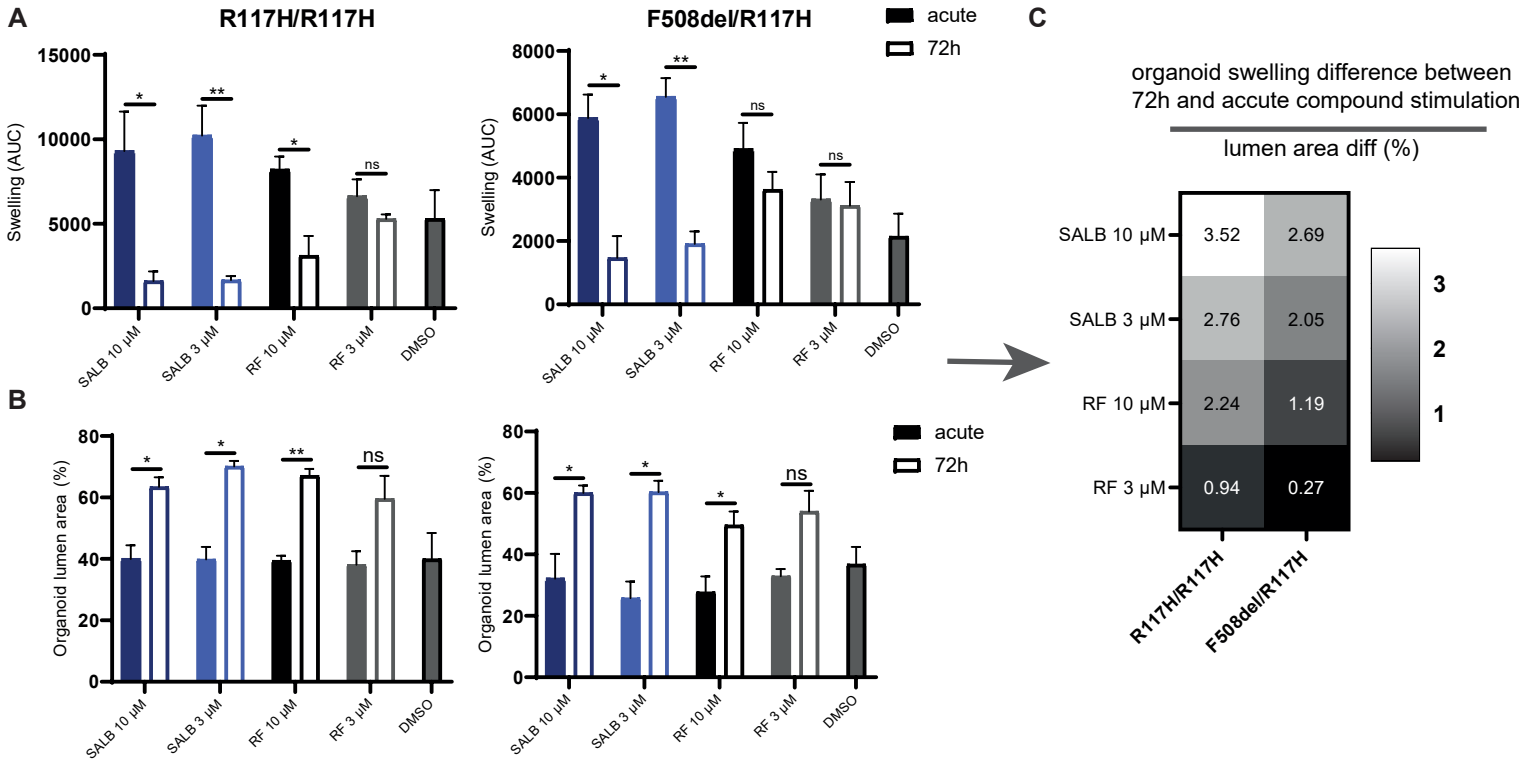 A
R117H/R117H
F508del/R117H
acute
72h
C
15000
10000
5000
0
Swelling (AUC)
*
**
*
ns
SALB 10 µM
SALB 3 µM
RF 10 µM
RF 3 µM
DMSO
8000
6000
4000
2000
0
Swelling (AUC)
*
**
ns
ns
SALB 10 µM
SALB 3 µM
RF 10 µM
RF 3 µM
DMSO
organoid swelling difference between
72h and accute compound stimulation
lumen area diff (%)
SALB 10 µM
3.52
2.69
SALB 3 µM
2.76
2.05
RF 10 µM
2.24
1.19
RF 3 µM
0.94
0.27
R117H/R117H
F508del/R117H
3
2
1
B
80
60
40
20
0
Organoid lumen area (%)
*
*
**
ns
SALB 10 µM
SALB 3 µM
RF 10 µM
RF 3 µM
DMSO
80
60
40
20
0
Organoid lumen area (%)
*
*
*
ns
SALB 10 µM
SALB 3 µM
RF 10 µM
RF 3 µM
DMSO
acute
72h